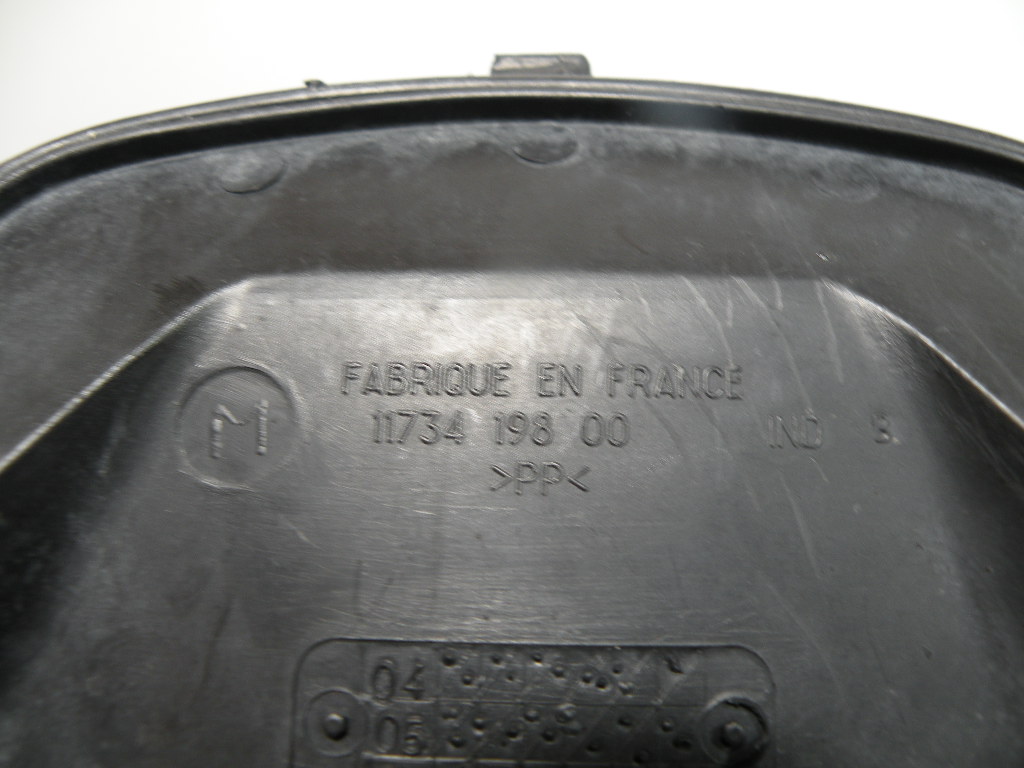 FABRIQUE EN FRANCE
11734 198 00 IND B
>PP<
04
05